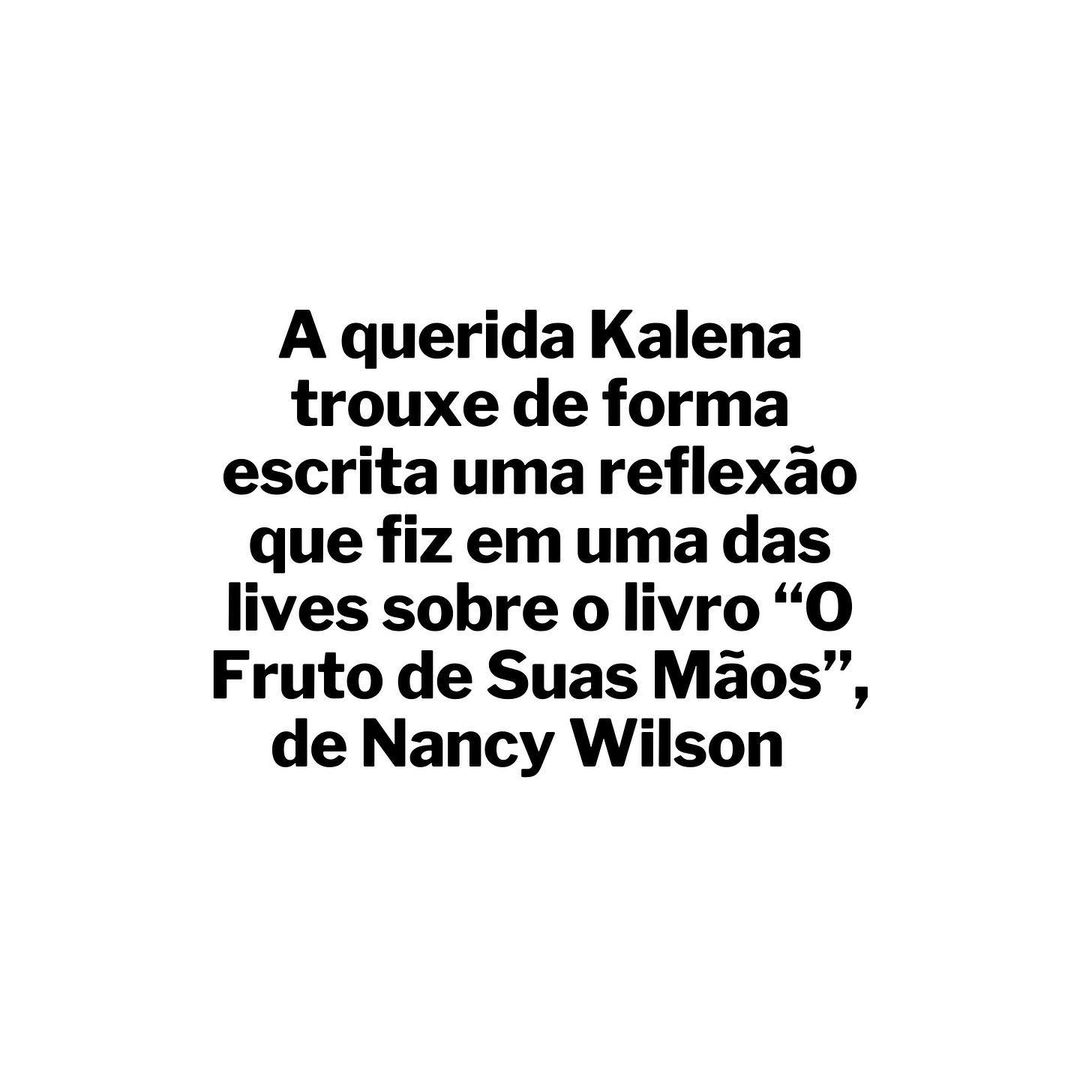 A querida Kalena
trouxe de forma
escrita uma reflexão
que fiz em uma das
lives sobre o livro “O
Fruto de Suas Mãos”,
de Nancy Wilson